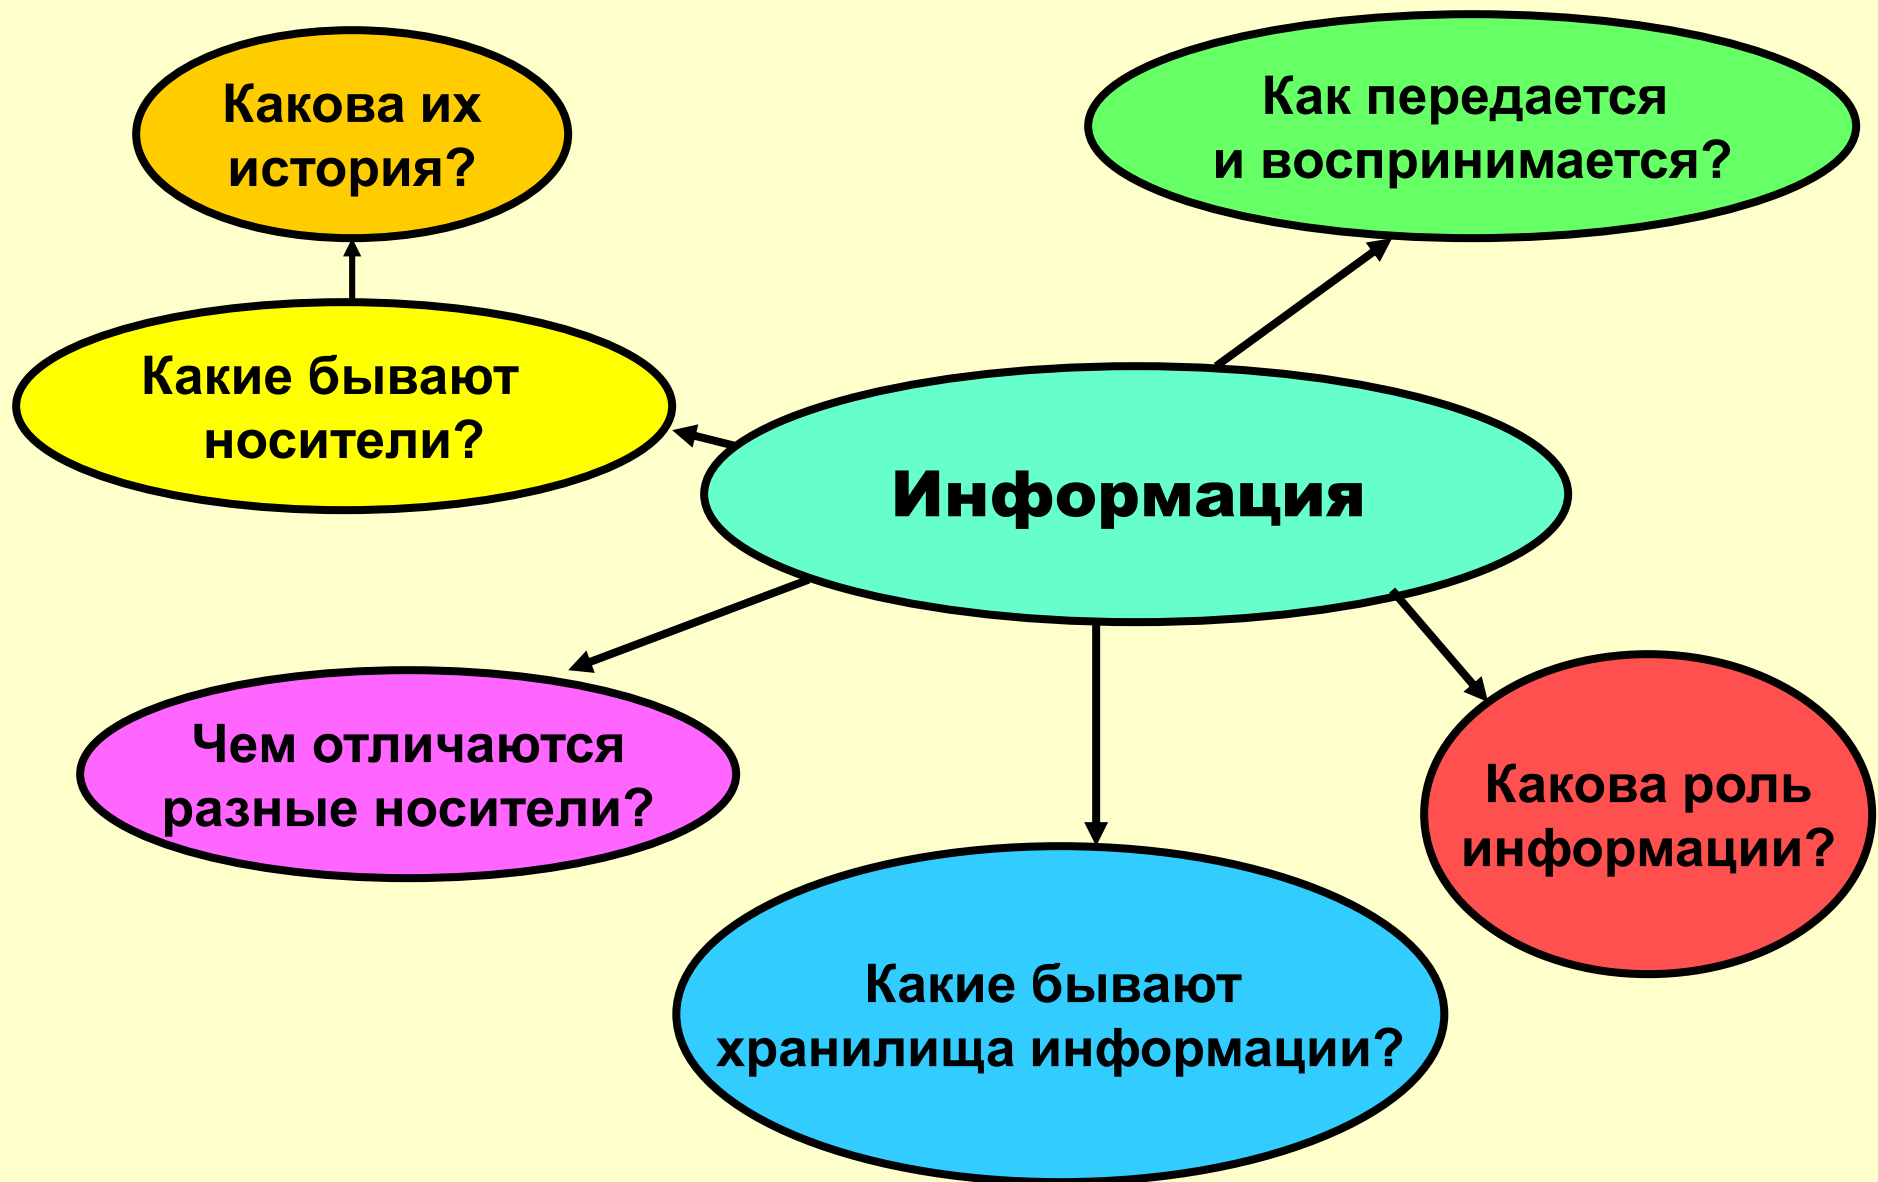 Какова их
история?
Как передается
и воспринимается?
Какие бывают
носители?
Информация
Чем отличаются
разные носители?
Какова роль
информации?
Какие бывают
хранилища информации?